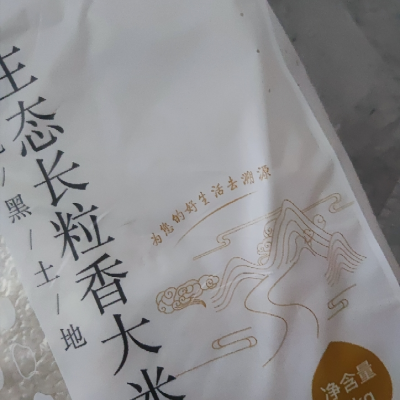 生态长粒香大米
黑/土/地
为您的好生活去溯源
净含量